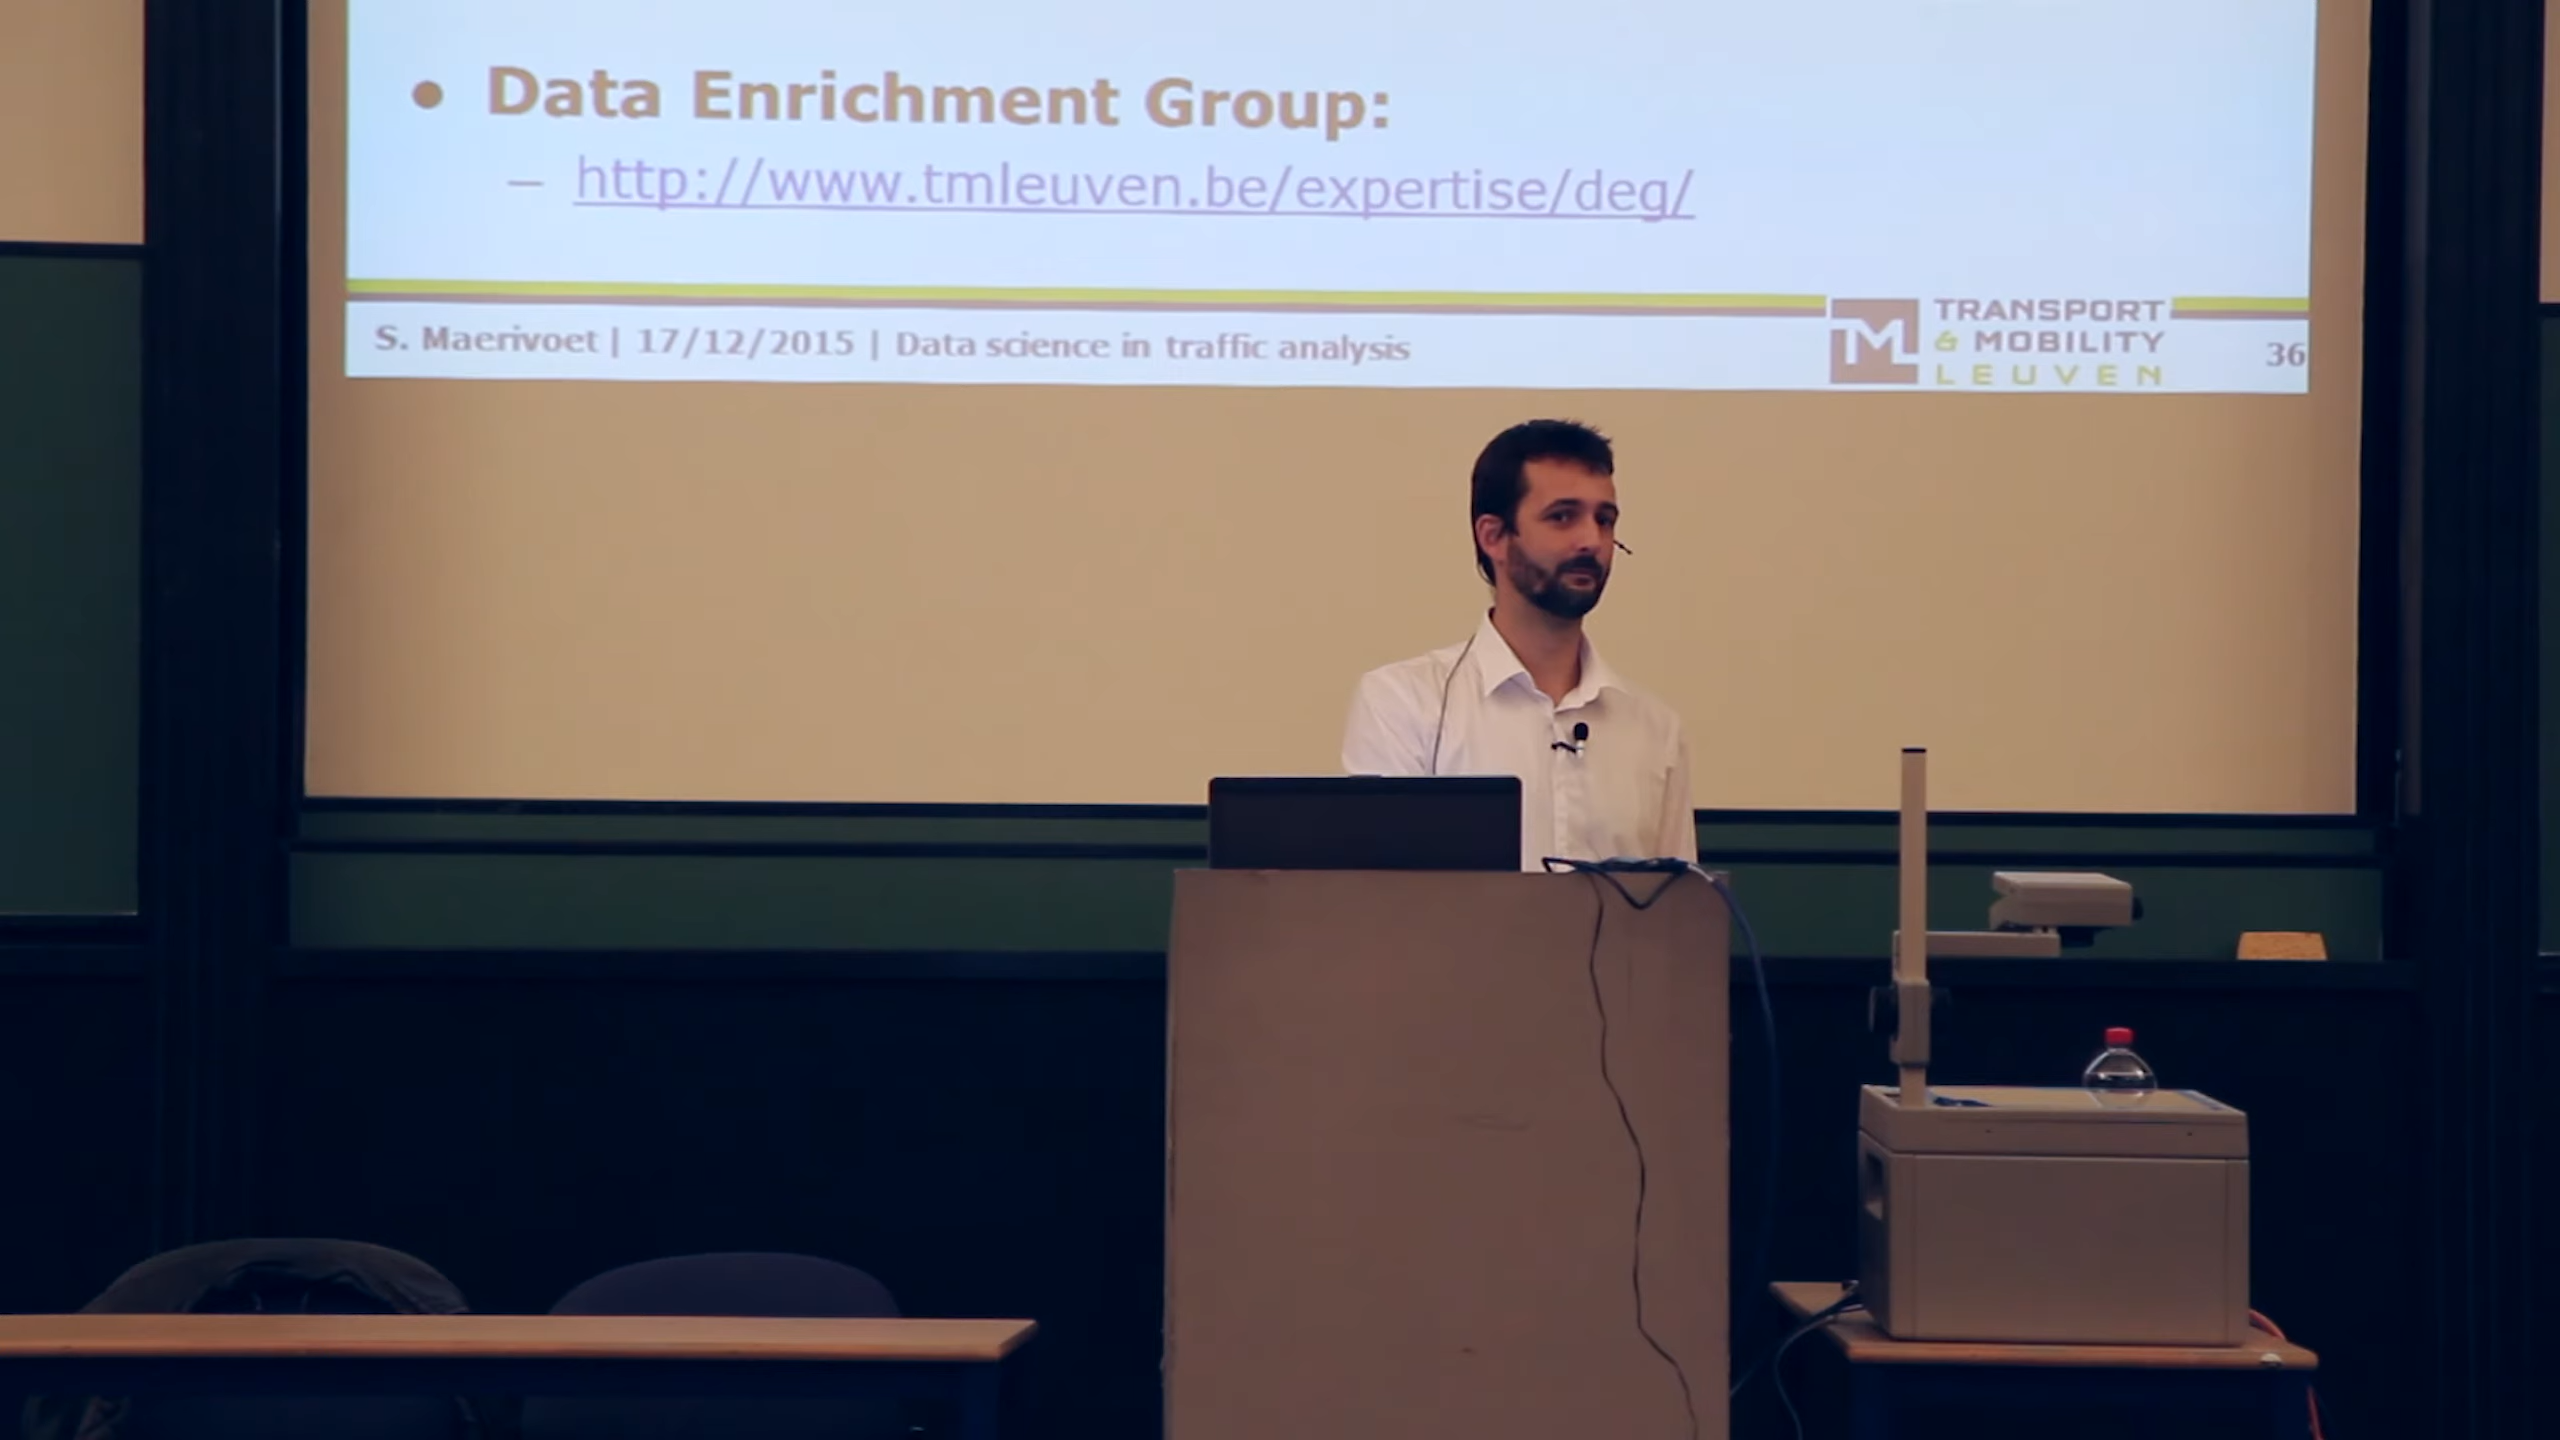 • Data Enrichment Group:
– http://www.tmleuven.be/expertise/deg/
S. Maerivoet | 17/12/2015 | Data science in traffic analysis
TM
TRANSPORT
& MOBILITY
LEUVEN
36